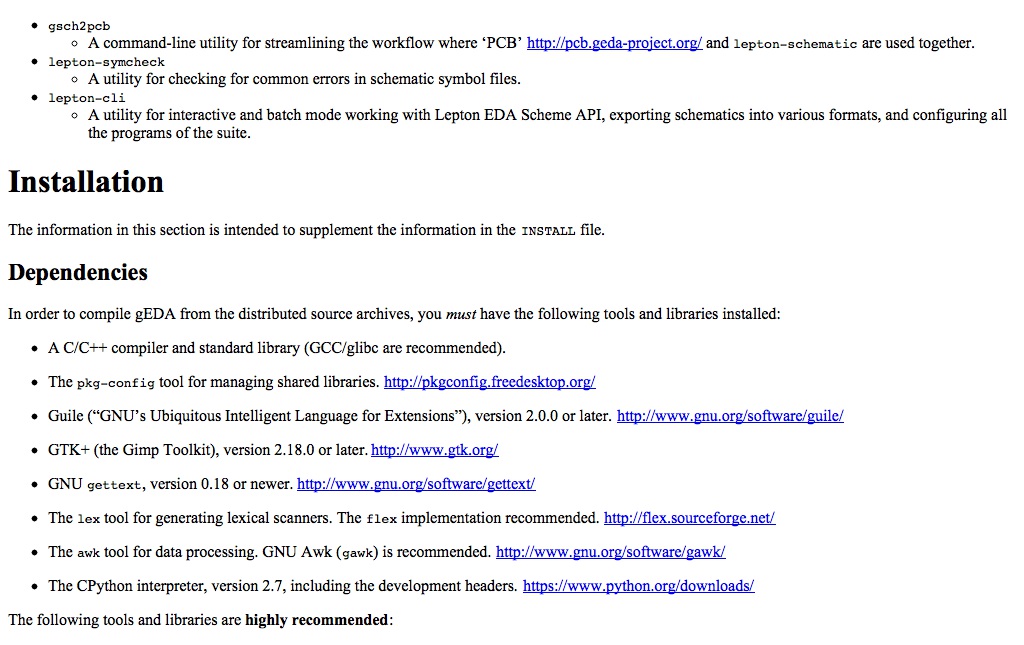 gsch2pcb
A command-line utility for streamlining the workflow where ‘PCB’ http://pcb.geda-project.org/ and lepton-schematic are used together.
lepton-symcheck
A utility for checking for common errors in schematic symbol files.
lepton-cli
A utility for interactive and batch mode working with Lepton EDA Scheme API, exporting schematics into various formats, and configuring all
the programs of the suite.
Installation
The information in this section is intended to supplement the information in the INSTALL file.
Dependencies
In order to compile gEDA from the distributed source archives, you must have the following tools and libraries installed:
A C/C++ compiler and standard library (GCC/glibc are recommended).
The pkg-config tool for managing shared libraries. http://pkgconfig.freedesktop.org/
Guile (“GNU’s Ubiquitous Intelligent Language for Extensions”), version 2.0.0 or later. http://www.gnu.org/software/guile/
GTK+ (the Gimp Toolkit), version 2.18.0 or later. http://www.gtk.org/
GNU gettext, version 0.18 or newer. http://www.gnu.org/software/gettext/
The lex tool for generating lexical scanners. The flex implementation recommended. http://flex.sourceforge.net/
The awk tool for data processing. GNU Awk (gawk) is recommended. http://www.gnu.org/software/gawk/
The CPython interpreter, version 2.7, including the development headers. https://www.python.org/downloads/
The following tools and libraries are highly recommended: